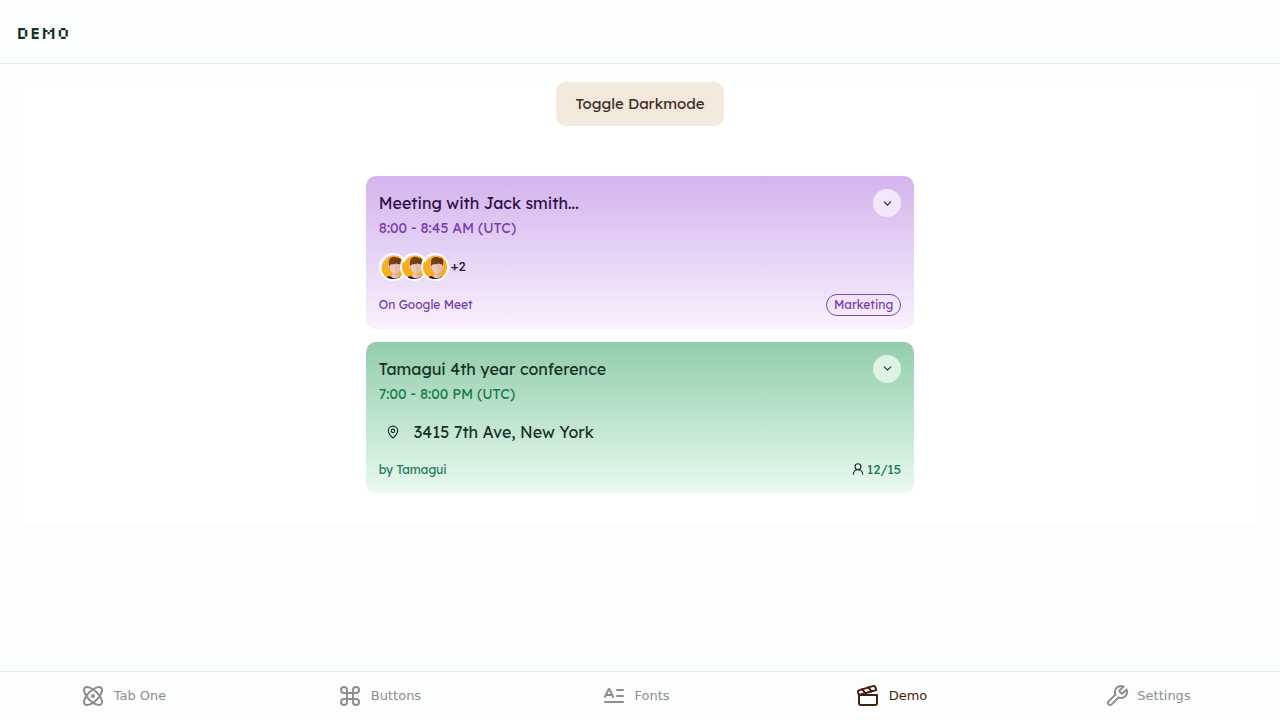 DEMO
Toggle Darkmode
Meeting with Jack smith...
8:00 - 8:45 AM (UTC)
+2
On Google Meet
Marketing
Tamagui 4th year conference
7:00 - 8:00 PM (UTC)
3415 7th Ave, New York
by Tamagui
12/15
Tab One
Buttons
Fonts
Demo
Settings